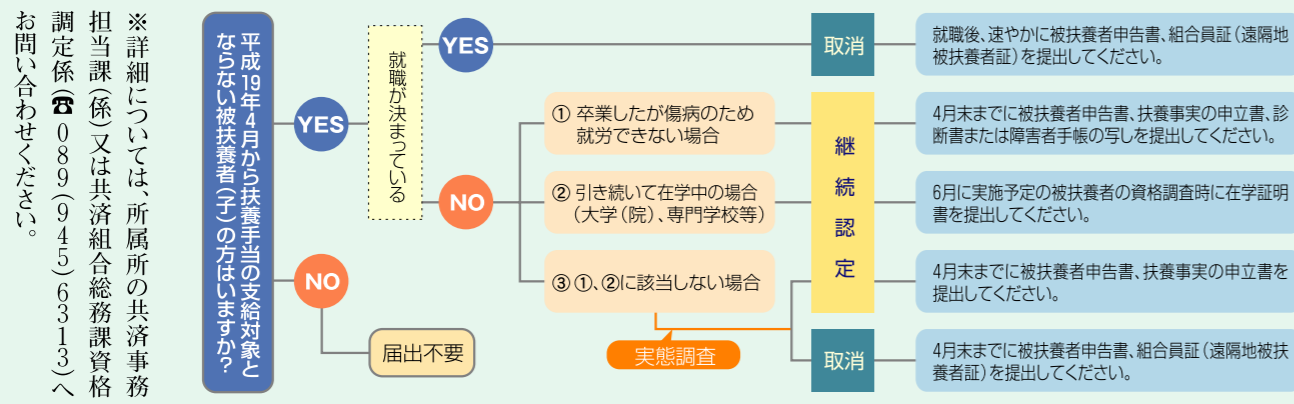 平成19年4月から扶養手当の支給対象と
ならない被扶養者(子)の方はいますか?
YES
就職が決まっている
YES
取消
就職後、速やかに被扶養者申告書、組合員証(遠隔地
被扶養者証)を提出してください。
NO
① 卒業したが傷病のため
就労できない場合
継続認定
4月末までに被扶養者申告書、扶養事実の申立書、診
断書または障害者手帳の写しを提出してください。
② 引き続いて在学中の場合
(大学(院)、専門学校等)
6月に実施予定の被扶養者の資格調査時に在学証明
書を提出してください。
③ ①、②に該当しない場合
4月末までに被扶養者申告書、扶養事実の申立書を
提出してください。
実態調査
取消
4月末までに被扶養者申告書、組合員証(遠隔地被扶
養者証)を提出してください。
NO
届出不要
※詳細については、所属所の共済事務
担当課(係)又は共済組合総務課資格
調定係(☎0889(945)6313)へ
お問い合わせください。